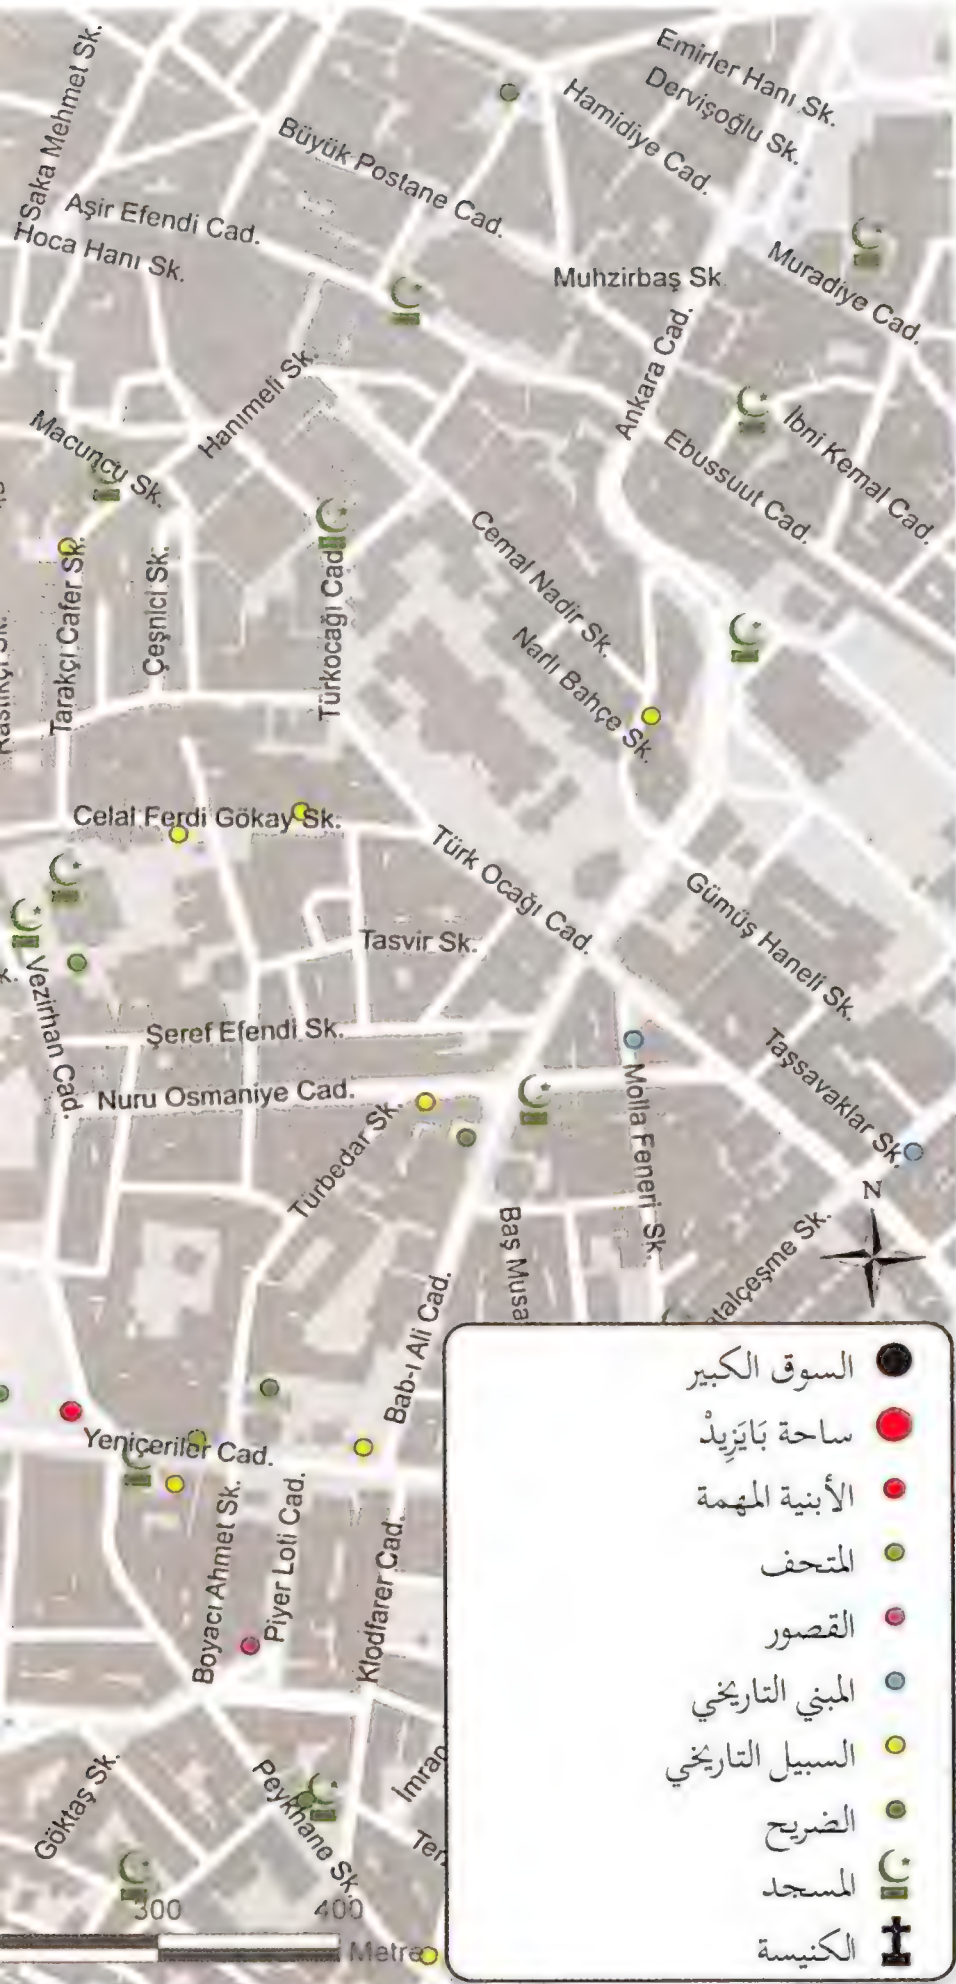 Saka Mehmet Sk.
Emirler Hanı Sk.
Dervişoğlu Sk.
Hamidiye Cad.
Büyük Postane Cad.
Aşir Efendi Cad.
Hoca Hanı Sk.
Muradiye Cad.
Muhzirbaş Sk
Ankara Cad.
Hanımeli Sk.
Macuncu Sk.
İbni Kemal Cad.
Ebussuut Cad.
Cemal Nadir Sk.
Tarakçı Cafer Sk.
Çeşnici Sk.
Türkocağı Cad
Narlı Bahçe Sk.
Celal Ferdi Gökay Sk.
Türk Ocağı Cad.
Gümüş Haneli Sk.
Tasvir Sk.
Vezirhan Cad.
Şeref Efendi Sk.
Taşsavaklar Sk.
Nuru Osmaniye Cad.
Molla Feneri Sk.
Türbedar Sk.
N
Baş Musa
atalçeşme Sk.
Bab-ı Ali Cad.
Yeniçeriler Cad.
Boyacı Ahmet Sk.
Piyer Loti Cad.
Klodfarer Cad.
Göktaş Sk.
Peykhane Sk.
İmran
Ter
300 400
Metre
السوق الكبير
ساحة بَايَزِيدْ
الأبنية المهمة
المتحف
القصور
المبني التاريخي
السبيل التاريخي
الضريح
المسجد
الكنيسة